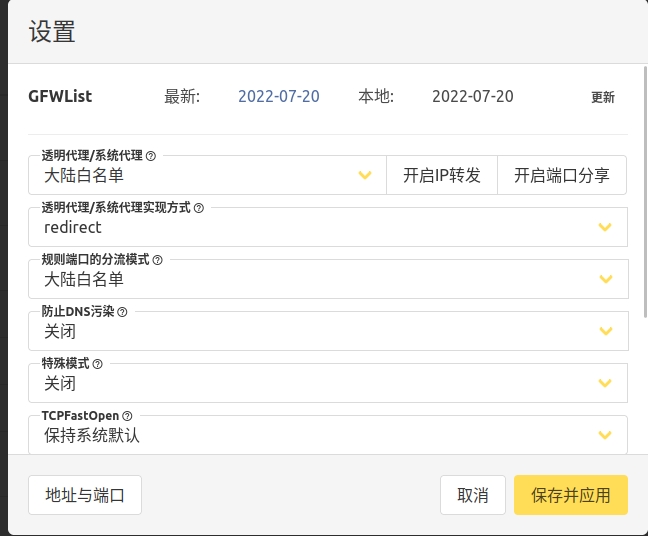 设置
GFWList 最新: 2022-07-20 本地: 2022-07-20 更新
透明代理/系统代理
大陆白名单 开启IP转发 开启端口分享
透明代理/系统代理实现方式
redirect
规则端口的分流模式
大陆白名单
防止DNS污染
关闭
特殊模式
关闭
TCPFastOpen
保持系统默认
地址与端口 取消 保存并应用